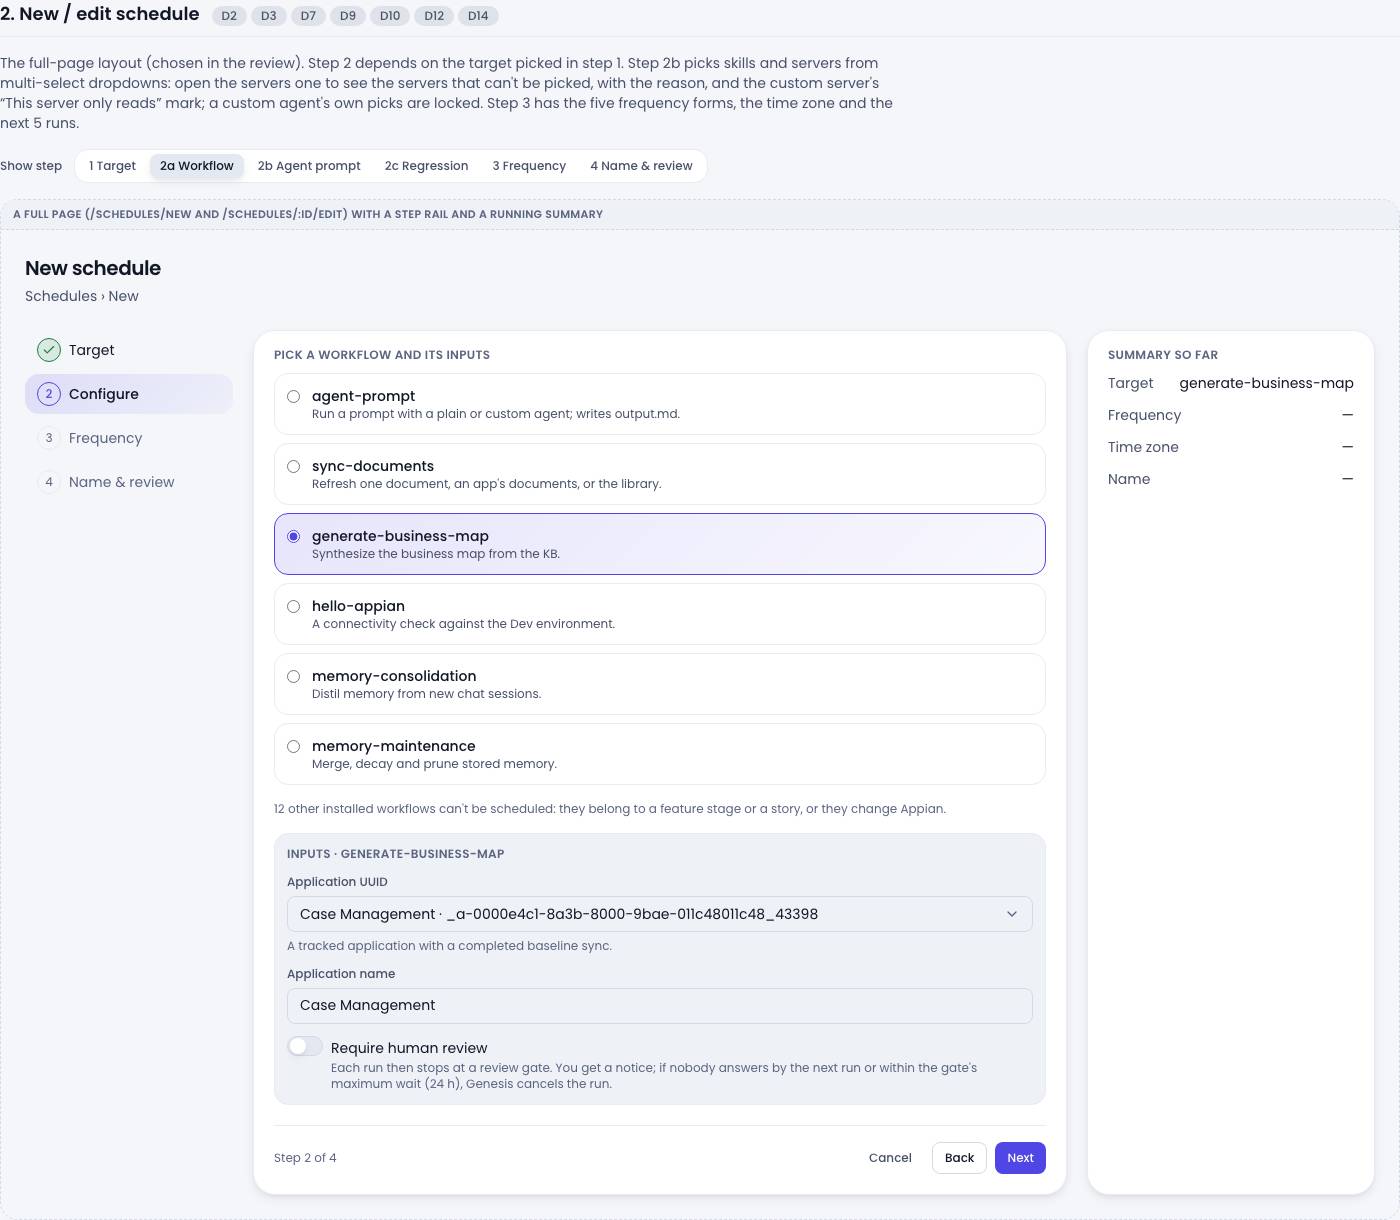 2. New / edit schedule D2 D3 D7 D9 D10 D12 D14
The full-page layout (chosen in the review). Step 2 depends on the target picked in step 1. Step 2b picks skills and servers from
multi-select dropdowns: open the servers one to see the servers that can't be picked, with the reason, and the custom server's
“This server only reads” mark; a custom agent's own picks are locked. Step 3 has the five frequency forms, the time zone and the
next 5 runs.
Show step 1 Target 2a Workflow 2b Agent prompt 2c Regression 3 Frequency 4 Name & review
A FULL PAGE (/SCHEDULES/NEW AND /SCHEDULES/:ID/EDIT) WITH A STEP RAIL AND A RUNNING SUMMARY
New schedule
Schedules › New
Target
2 Configure
3 Frequency
4 Name & review
PICK A WORKFLOW AND ITS INPUTS
agent-prompt
Run a prompt with a plain or custom agent; writes output.md.
sync-documents
Refresh one document, an app's documents, or the library.
generate-business-map
Synthesize the business map from the KB.
hello-appian
A connectivity check against the Dev environment.
memory-consolidation
Distil memory from new chat sessions.
memory-maintenance
Merge, decay and prune stored memory.
12 other installed workflows can't be scheduled: they belong to a feature stage or a story, or they change Appian.
INPUTS · GENERATE-BUSINESS-MAP
Application UUID
Case Management · _a-0000e4c1-8a3b-8000-9bae-011c48011c48_43398
A tracked application with a completed baseline sync.
Application name
Case Management
Require human review
Each run then stops at a review gate. You get a notice; if nobody answers by the next run or within the gate's
maximum wait (24 h), Genesis cancels the run.
Step 2 of 4 Cancel Back Next
SUMMARY SO FAR
Target generate-business-map
Frequency —
Time zone —
Name —